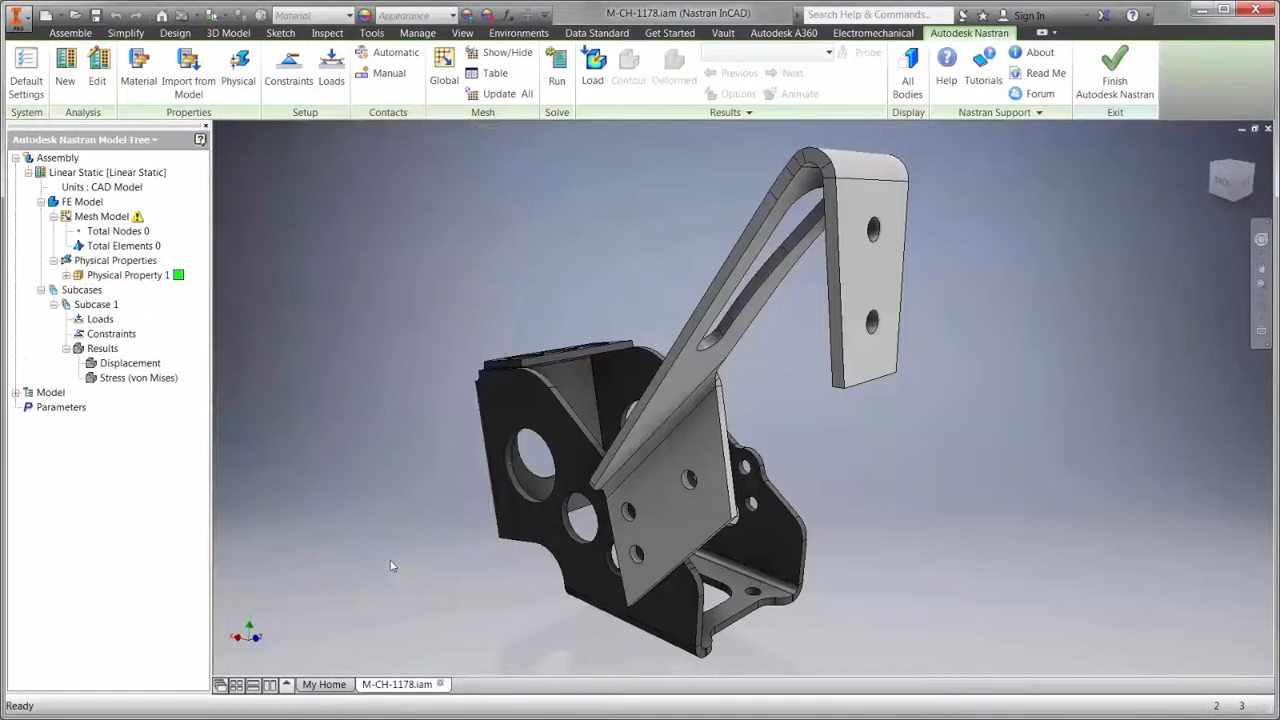 PRO
Material
Appearance
M-CH-1178.iam (Nastran InCAD)
Search Help & Commands...
Sign In
Assembly Simplify Design 3D Model Sketch Inspect Tools Manage View Environments Data Standard Get Started Vault Autodesk A360 Electromechanical Autodesk Nastran
Default Settings
New
Edit
Material
Import from Model
Physical
Constraints
Loads
Automatic
Manual
Global
Show/Hide
Table
Update All
Run
Load
Contour
Deformed
Probe
Previous
Next
Options
Animate
All Bodies
Help
Tutorials
About
Read Me
Forum
Finish Autodesk Nastran
System Analysis Properties Setup Contacts Mesh Solve Results Display Nastran Support Exit
Autodesk Nastran Model Tree
Assembly
Linear Static [Linear Static]
Units : CAD Model
FE Model
Mesh Model
Total Nodes 0
Total Elements 0
Physical Properties
Physical Property 1
Subcases
Subcase 1
Loads
Constraints
Results
Displacement
Stress (von Mises)
Model
Parameters
My Home
M-CH-1178.iam
Ready
2 3